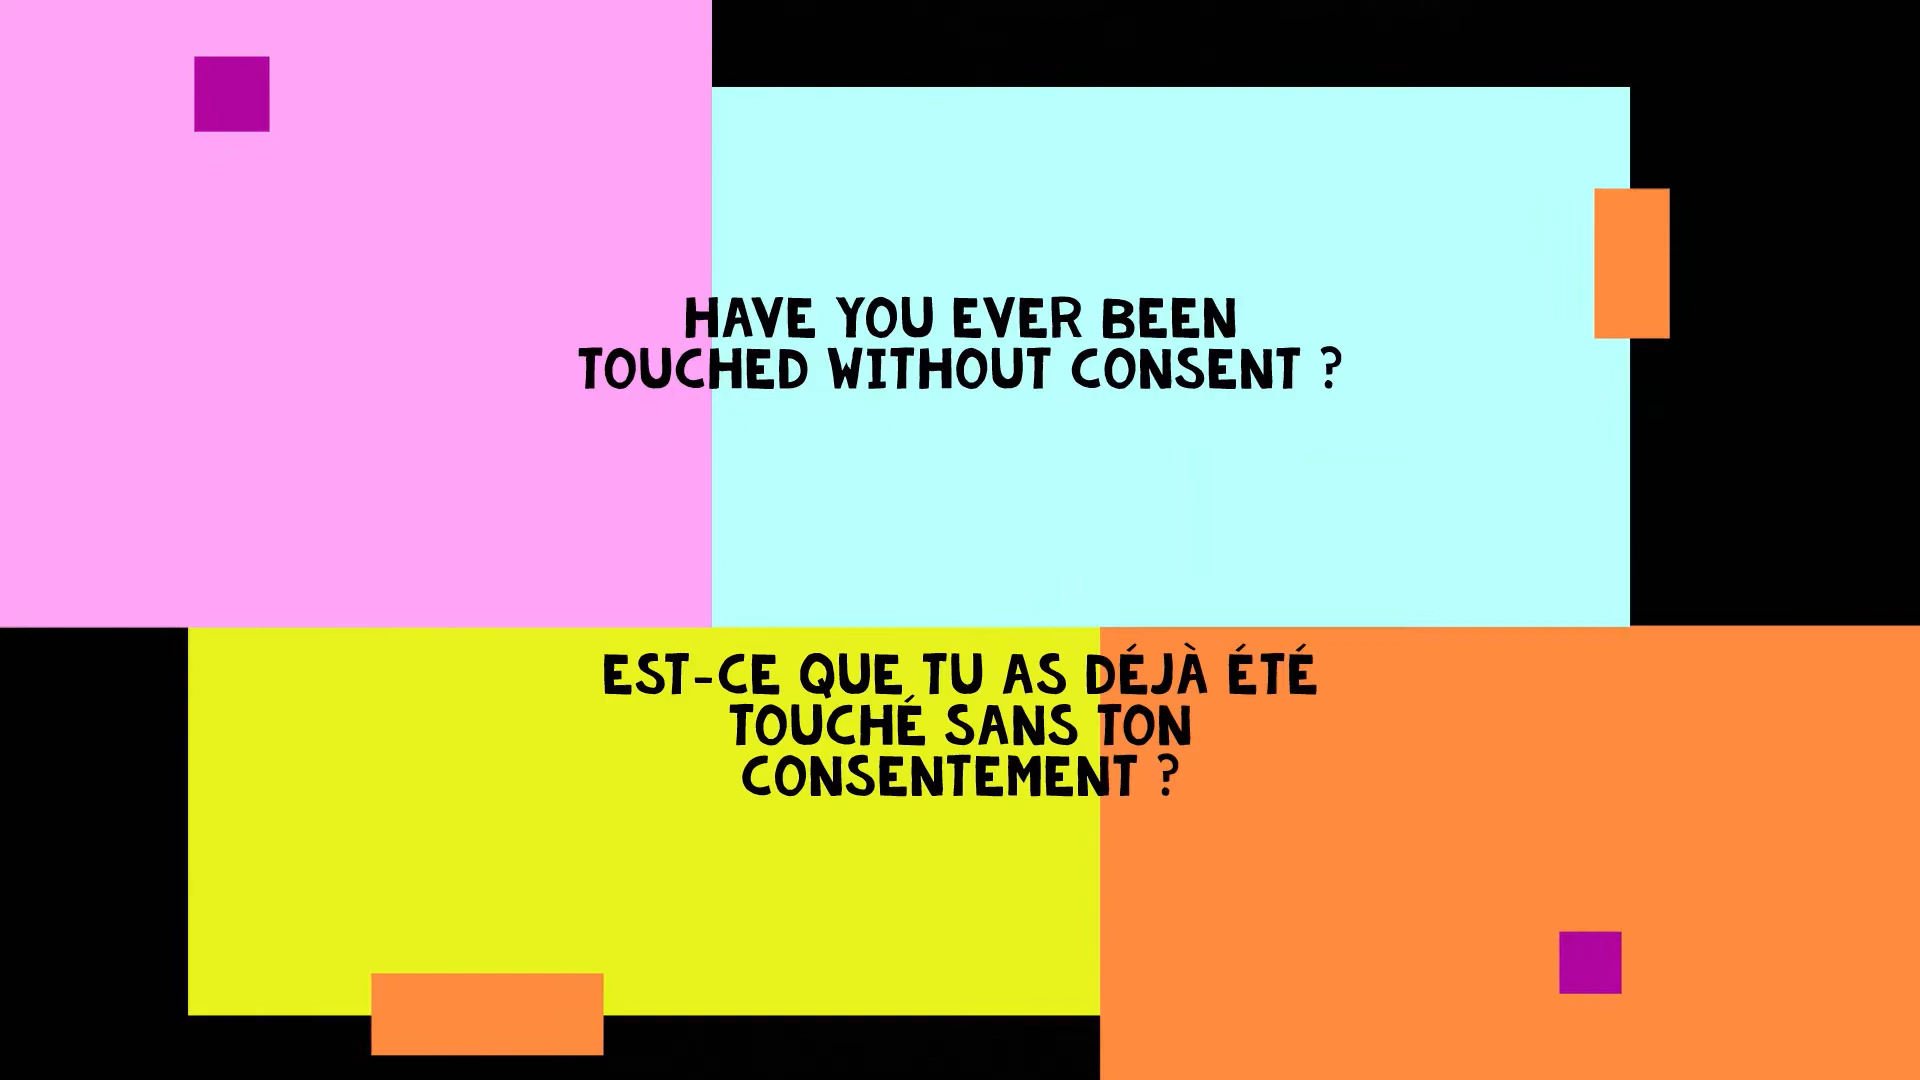 HAVE YOU EVER BEEN
TOUCHED WITHOUT CONSENT ?
EST-CE QUE TU AS DÉJÀ ÉTÉ
TOUCHÉ SANS TON
CONSENTEMENT ?